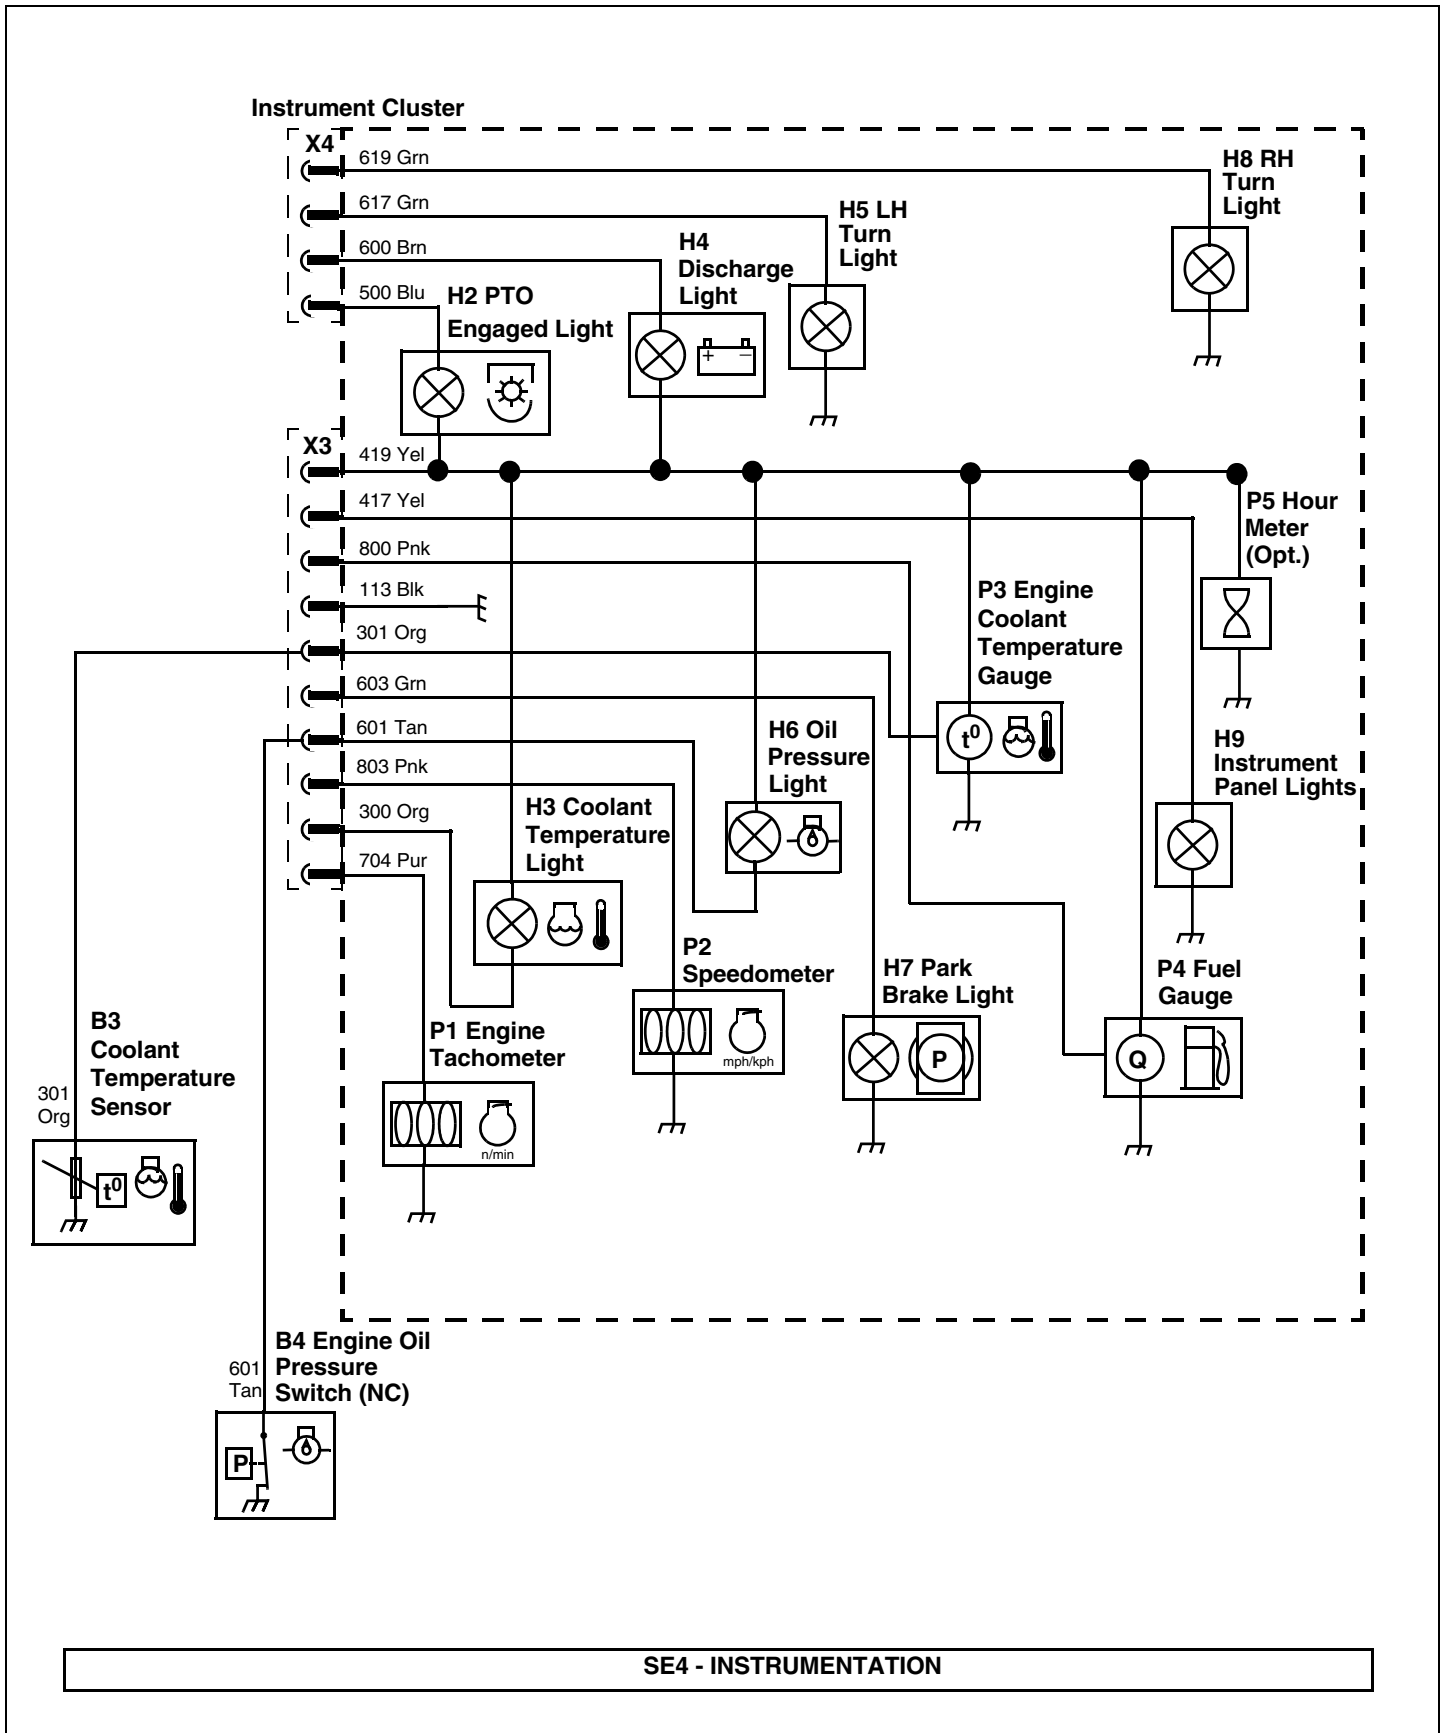 Instrument Cluster
X4
619 Grn
617 Grn
600 Brn
500 Blu
H2 PTO
Engaged Light
H4
Discharge
Light
+ −
H5 LH
Turn
Light
H8 RH
Turn
Light
X3
419 Yel
417 Yel
800 Pnk
113 Blk
301 Org
603 Grn
601 Tan
803 Pnk
300 Org
704 Pur
P5 Hour
Meter
(Opt.)
P3 Engine
Coolant
Temperature
Gauge
t0
H6 Oil
Pressure
Light
H9
Instrument
Panel Lights
H3 Coolant
Temperature
Light
P2
Speedometer
mph/kph
H7 Park
Brake Light
P
P4 Fuel
Gauge
Q
P1 Engine
Tachometer
n/min
B3
Coolant
Temperature
Sensor
301
Org
t0
B4 Engine Oil
Pressure
Switch (NC)
601
Tan
P
SE4 - INSTRUMENTATION